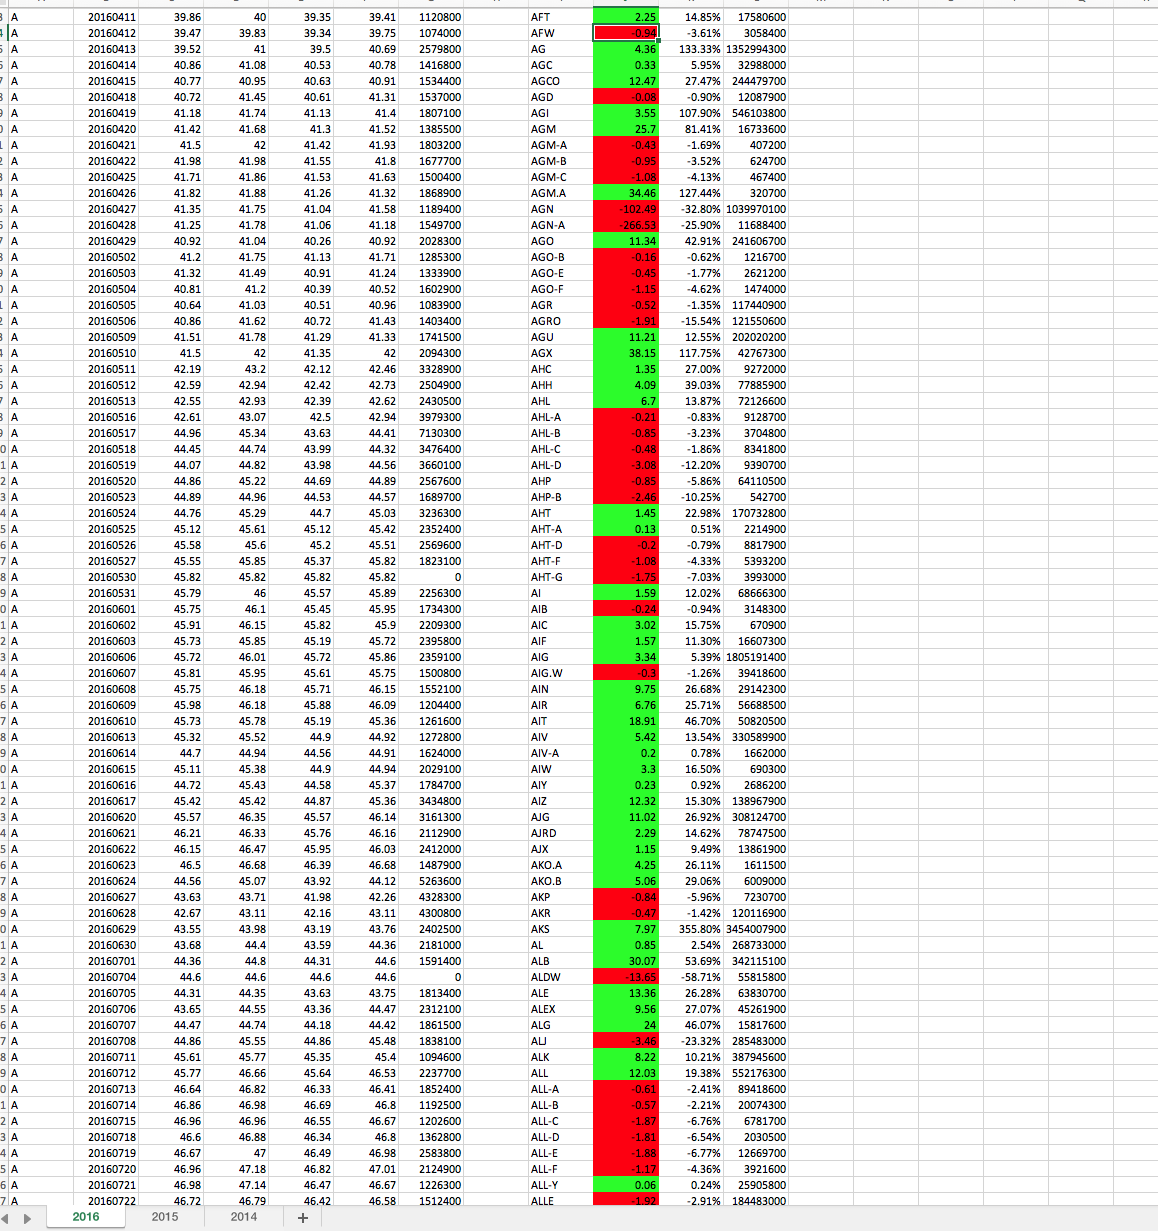 A 20160411 39.86 40 39.35 39.41 1120800 AFT 2.25 14.85% 17580600
A 20160412 39.47 39.83 39.34 39.75 1074000 AFW -0.94 -3.61% 3058400
A 20160413 39.52 41 39.5 40.69 2579800 AG 4.36 133.33% 1352994300
A 20160414 40.86 41.08 40.53 40.78 1416800 AGC 0.33 5.95% 32988000
A 20160415 40.77 40.95 40.63 40.91 1534400 AGCO 12.47 27.47% 244479700
A 20160418 40.72 41.45 40.61 41.31 1537000 AGD -0.08 -0.90% 12087900
A 20160419 41.18 41.74 41.13 41.4 1807100 AGI 3.55 107.90% 546103800
A 20160420 41.42 41.68 41.3 41.52 1385500 AGM 25.7 81.41% 16733600
A 20160421 41.5 42 41.42 41.93 1803200 AGM-A -0.43 -1.69% 407200
A 20160422 41.98 41.98 41.55 41.8 1677700 AGM-B -0.95 -3.52% 624700
A 20160425 41.71 41.86 41.53 41.63 1500400 AGM-C -1.08 -4.13% 467400
A 20160426 41.82 41.88 41.26 41.32 1868900 AGM.A 34.46 127.44% 320700
A 20160427 41.35 41.75 41.04 41.58 1189400 AGN -102.49 -32.80% 1039970100
A 20160428 41.25 41.78 41.06 41.18 1549700 AGN-A -266.53 -25.90% 11688400
A 20160429 40.92 41.04 40.26 40.92 2028300 AGO 11.34 42.91% 241606700
A 20160502 41.2 41.75 41.13 41.71 1285300 AGO-B -0.16 -0.62% 1216700
A 20160503 41.32 41.49 40.91 41.24 1333900 AGO-E -0.45 -1.77% 2621200
A 20160504 40.81 41.2 40.39 40.52 1602900 AGO-F -1.15 -4.62% 1474000
A 20160505 40.64 41.03 40.51 40.96 1083900 AGR -0.52 -1.35% 117440900
A 20160506 40.86 41.62 40.72 41.43 1403400 AGRO -1.91 -15.54% 121550600
A 20160509 41.51 41.78 41.29 41.33 1741500 AGU 11.21 12.55% 202020200
A 20160510 41.5 42 41.35 42 2094300 AGX 38.15 117.75% 42767300
A 20160511 42.19 43.2 42.12 42.46 3328900 AHC 1.35 27.00% 9272000
A 20160512 42.59 42.94 42.42 42.73 2504900 AHH 4.09 39.03% 77885900
A 20160513 42.55 42.93 42.39 42.62 2430500 AHL 6.7 13.87% 72126600
A 20160516 42.61 43.07 42.5 42.94 3979300 AHL-A -0.21 -0.83% 9128700
A 20160517 44.96 45.34 43.63 44.41 7130300 AHL-B -0.85 -3.23% 3704800
A 20160518 44.45 44.74 43.99 44.32 3476400 AHL-C -0.48 -1.86% 8341800
A 20160519 44.07 44.82 43.98 44.56 3660100 AHL-D -3.08 -12.20% 9390700
A 20160520 44.86 45.22 44.69 44.89 2567600 AHP -0.85 -5.86% 64110500
A 20160523 44.89 44.96 44.53 44.57 1689700 AHP-B -2.46 -10.25% 542700
A 20160524 44.76 45.29 44.7 45.03 3236300 AHT 1.45 22.98% 170732800
A 20160525 45.12 45.61 45.12 45.42 2352400 AHT-A 0.13 0.51% 2214900
A 20160526 45.58 45.6 45.2 45.51 2569600 AHT-D -0.2 -0.79% 8817900
A 20160527 45.55 45.85 45.37 45.82 1823100 AHT-F -1.08 -4.33% 5393200
A 20160530 45.82 45.82 45.82 45.82 0 AHT-G -1.75 -7.03% 3993000
A 20160531 45.79 46 45.57 45.89 2256300 AI 1.59 12.02% 68666300
A 20160601 45.75 46.1 45.45 45.95 1734300 AIB -0.24 -0.94% 3148300
A 20160602 45.91 46.15 45.82 45.9 2209300 AIC 3.02 15.75% 670900
A 20160603 45.73 45.85 45.19 45.72 2395800 AIF 1.57 11.30% 16607300
A 20160606 45.72 46.01 45.72 45.86 2359100 AIG 3.34 5.39% 1805191400
A 20160607 45.81 45.95 45.61 45.75 1500800 AIG.W -0.3 -1.26% 39418600
A 20160608 45.75 46.18 45.71 46.15 1552100 AIN 9.75 26.68% 29142300
A 20160609 45.98 46.18 45.88 46.09 1204400 AIR 6.76 25.71% 56688500
A 20160610 45.73 45.78 45.19 45.36 1261600 AIT 18.91 46.70% 50820500
A 20160613 45.32 45.52 44.9 44.92 1272800 AIV 5.42 13.54% 330589900
A 20160614 44.7 44.94 44.56 44.91 1624000 AIV-A 0.2 0.78% 1662000
A 20160615 45.11 45.38 44.9 44.94 2029100 AIW 3.3 16.50% 690300
A 20160616 44.72 45.43 44.58 45.37 1784700 AIY 0.23 0.92% 2686200
A 20160617 45.42 45.42 44.87 45.36 3434800 AIZ 12.32 15.30% 138967900
A 20160620 45.57 46.35 45.57 46.14 3161300 AJG 11.02 26.92% 308124700
A 20160621 46.21 46.33 45.76 46.16 2112900 AJRD 2.29 14.62% 78747500
A 20160622 46.15 46.47 45.95 46.03 2412000 AJX 1.15 9.49% 13861900
A 20160623 46.5 46.68 46.39 46.68 1487900 AKO.A 4.25 26.11% 1611500
A 20160624 44.56 45.07 43.92 44.12 5263600 AKO.B 5.06 29.06% 6009000
A 20160627 43.63 43.71 41.98 42.26 4328300 AKP -0.84 -5.96% 7230700
A 20160628 42.67 43.11 42.16 43.11 4300800 AKR -0.47 -1.42% 120116900
A 20160629 43.55 43.98 43.19 43.76 2402500 AKS 7.97 355.80% 3454007900
A 20160630 43.68 44.4 43.59 44.36 2181000 AL 0.85 2.54% 268733000
A 20160701 44.36 44.8 44.31 44.6 1591400 ALB 30.07 53.69% 342115100
A 20160704 44.6 44.6 44.6 44.6 0 ALDW -13.65 -58.71% 55815800
A 20160705 44.31 44.35 43.63 43.75 1813400 ALE 13.36 26.28% 63830700
A 20160706 43.65 44.55 43.36 44.47 2312100 ALEX 9.56 27.07% 45261900
A 20160707 44.47 44.74 44.18 44.42 1861500 ALG 24 46.07% 15817600
A 20160708 44.86 45.55 44.86 45.48 1838100 ALJ -3.46 -23.32% 285483000
A 20160711 45.61 45.77 45.35 45.4 1094600 ALK 8.22 10.21% 387945600
A 20160712 45.77 46.66 45.64 46.53 2237700 ALL 12.03 19.38% 552176300
A 20160713 46.64 46.82 46.33 46.41 1852400 ALL-A -0.61 -2.41% 89418600
A 20160714 46.86 46.98 46.69 46.8 1192500 ALL-B -0.57 -2.21% 20074300
A 20160715 46.96 46.96 46.55 46.67 1202600 ALL-C -1.87 -6.76% 6781700
A 20160718 46.6 46.88 46.34 46.8 1362800 ALL-D -1.81 -6.54% 2030500
A 20160719 46.67 47 46.49 46.98 2583800 ALL-E -1.88 -6.77% 12669700
A 20160720 46.96 47.18 46.82 47.01 2124900 ALL-F -1.17 -4.36% 3921600
A 20160721 46.98 47.14 46.47 46.67 1226300 ALL-Y 0.06 0.24% 25905800
A 20160722 46.72 46.79 46.42 46.58 1512400 ALLE -1.92 -2.91% 184483000
2016 2015 2014 +